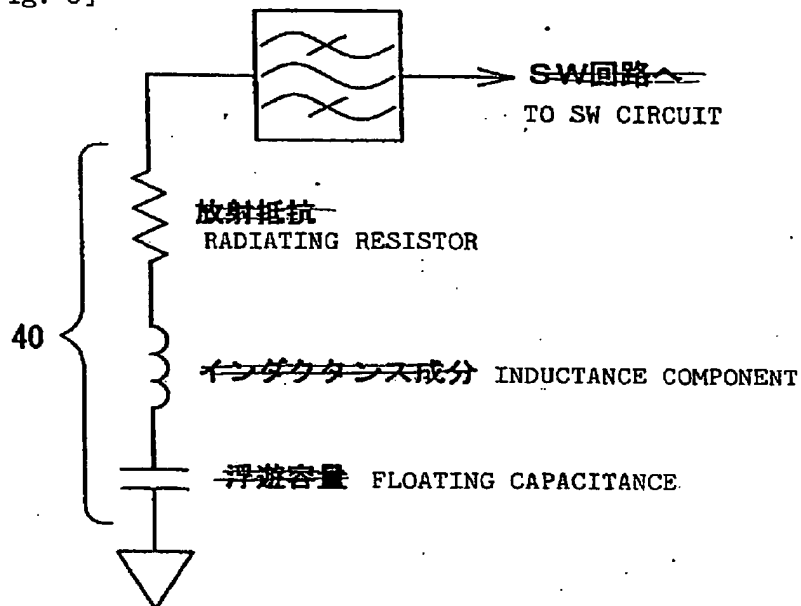 ig. 6]
SW回路へ
TO SW CIRCUIT
放射抵抗
RADIATING RESISTOR
40
インダクタンス成分 INDUCTANCE COMPONENT
浮遊容量 FLOATING CAPACITANCE